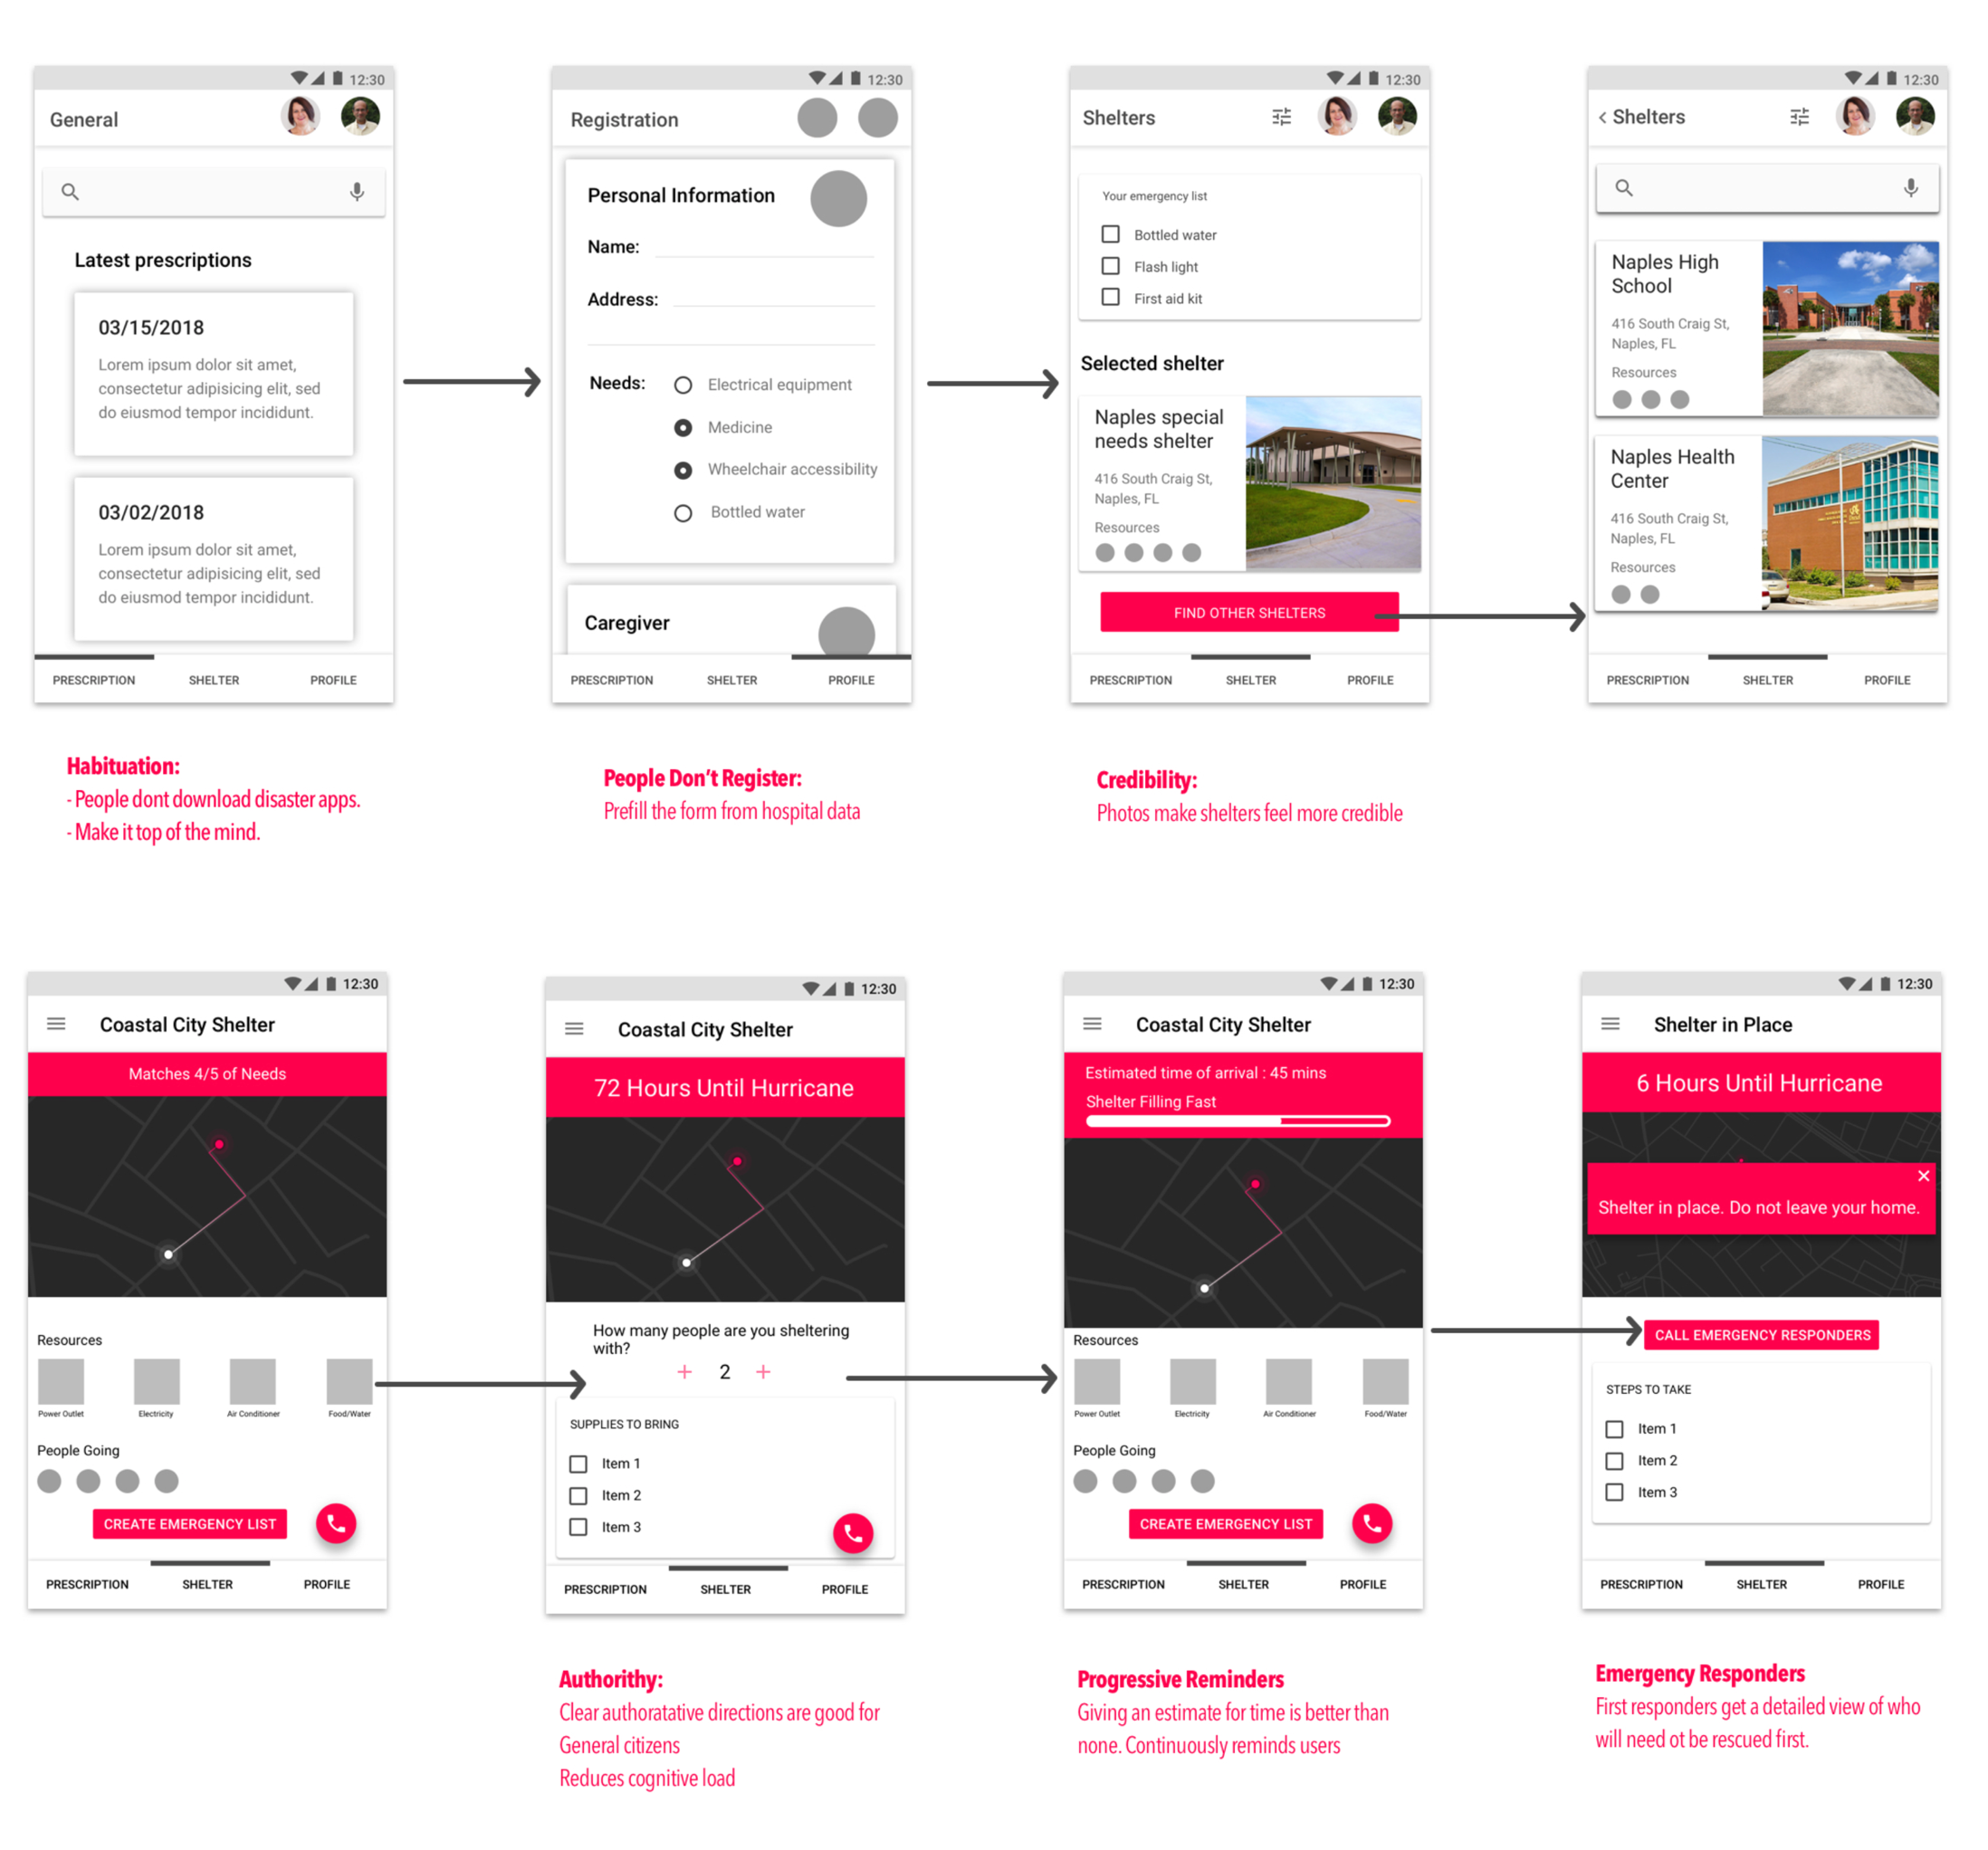 12:30
General
Latest prescriptions
03/15/2018
Lorem ipsum dolor sit amet,
consectetur adipisicing elit, sed
do eiusmod tempor incididunt.
03/02/2018
Lorem ipsum dolor sit amet,
consectetur adipisicing elit, sed
do eiusmod tempor incididunt.
PRESCRIPTION SHELTER PROFILE
Habituation:
- People dont download disaster apps.
- Make it top of the mind.
12:30
Registration
Personal Information
Name:
Address:
Needs:
Electrical equipment
Medicine
Wheelchair accessibility
Bottled water
Caregiver
PRESCRIPTION SHELTER PROFILE
People Don't Register:
Prefill the form from hospital data
12:30
Shelters
Your emergency list
Bottled water
Flash light
First aid kit
Selected shelter
Naples special
needs shelter
416 South Craig St,
Naples, FL
Resources
FIND OTHER SHELTERS
PRESCRIPTION SHELTER PROFILE
Credibility:
Photos make shelters feel more credible
12:30
< Shelters
Naples High
School
416 South Craig St,
Naples, FL
Resources
Naples Health
Center
416 South Craig St,
Naples, FL
Resources
PRESCRIPTION SHELTER PROFILE
12:30
Coastal City Shelter
Matches 4/5 of Needs
Resources
Power Outlet Electricity Air Conditioner Food/Water
People Going
CREATE EMERGENCY LIST
PRESCRIPTION SHELTER PROFILE
12:30
Coastal City Shelter
72 Hours Until Hurricane
How many people are you sheltering
with?
+ 2 +
SUPPLIES TO BRING
Item 1
Item 2
Item 3
PRESCRIPTION SHELTER PROFILE
Authorithy:
Clear authoratative directions are good for
General citizens
Reduces cognitive load
12:30
Coastal City Shelter
Estimated time of arrival : 45 mins
Shelter Filling Fast
Resources
Power Outlet Electricity Air Conditioner Food/Water
People Going
CREATE EMERGENCY LIST
PRESCRIPTION SHELTER PROFILE
Progressive Reminders
Giving an estimate for time is better than
none. Continuously reminds users
12:30
Shelter in Place
6 Hours Until Hurricane
Shelter in place. Do not leave your home.
CALL EMERGENCY RESPONDERS
STEPS TO TAKE
Item 1
Item 2
Item 3
PRESCRIPTION SHELTER PROFILE
Emergency Responders
First responders get a detailed view of who
will need ot be rescued first.